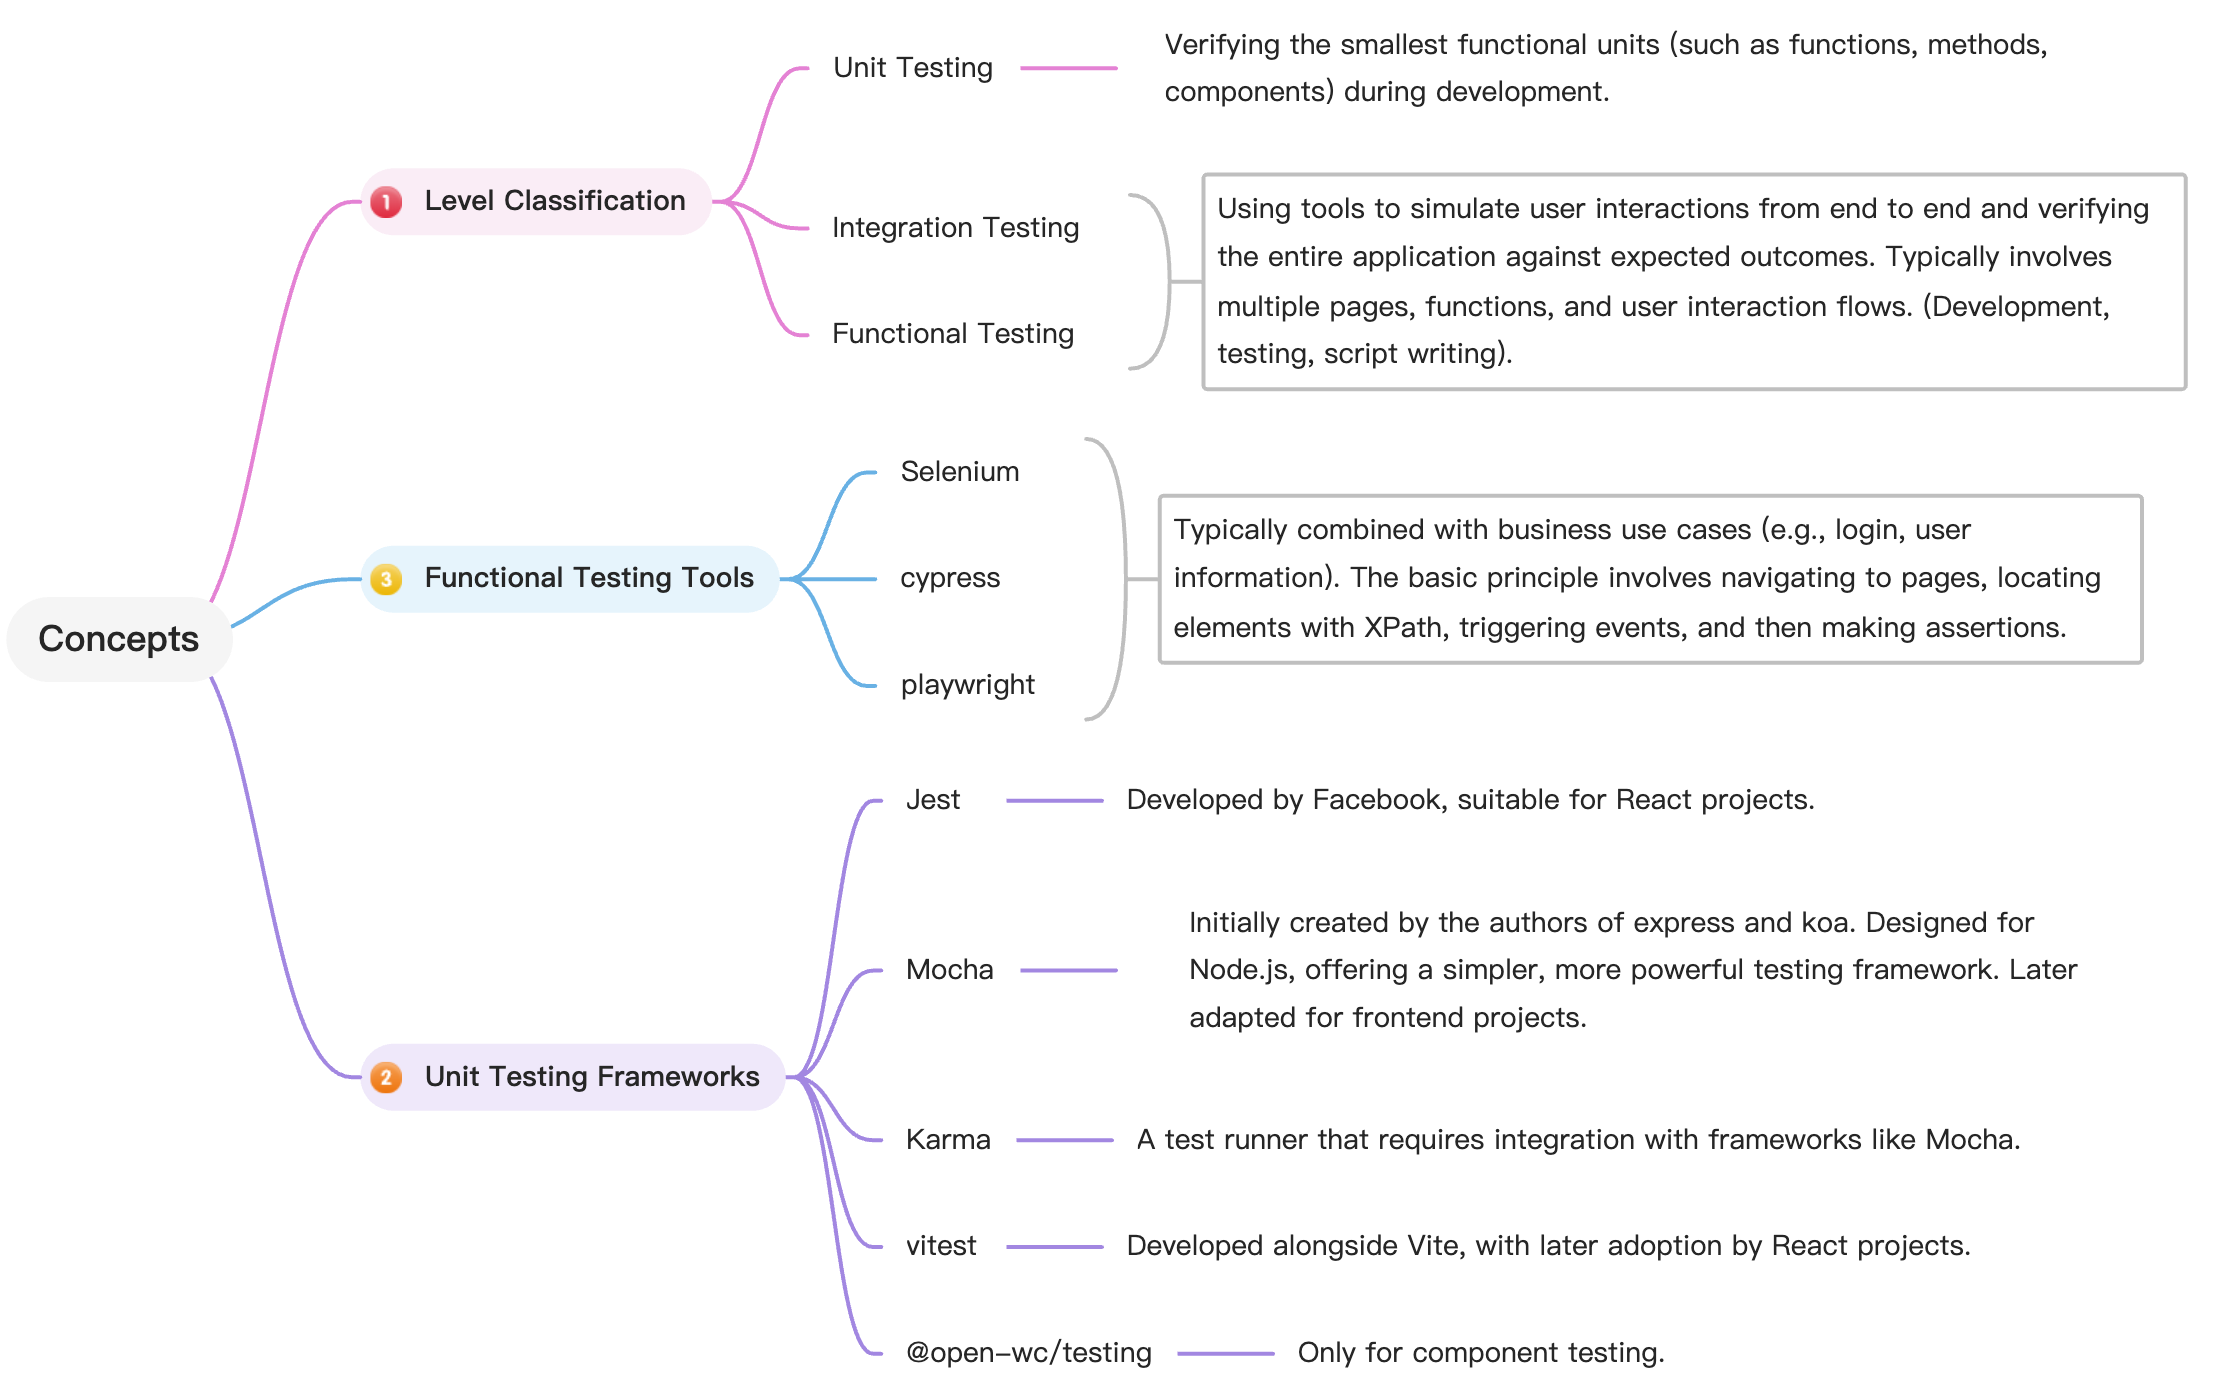 Concepts
1
Level Classification
Unit Testing
Verifying the smallest functional units (such as functions, methods,
components) during development.
Integration Testing
Functional Testing
Using tools to simulate user interactions from end to end and verifying
the entire application against expected outcomes. Typically involves
multiple pages, functions, and user interaction flows. (Development,
testing, script writing).
3
Functional Testing Tools
Selenium
cypress
playwright
Typically combined with business use cases (e.g., login, user
information). The basic principle involves navigating to pages, locating
elements with XPath, triggering events, and then making assertions.
2
Unit Testing Frameworks
Jest
Developed by Facebook, suitable for React projects.
Mocha
Initially created by the authors of express and koa. Designed for
Node.js, offering a simpler, more powerful testing framework. Later
adapted for frontend projects.
Karma
A test runner that requires integration with frameworks like Mocha.
vitest
Developed alongside Vite, with later adoption by React projects.
@open-wc/testing
Only for component testing.